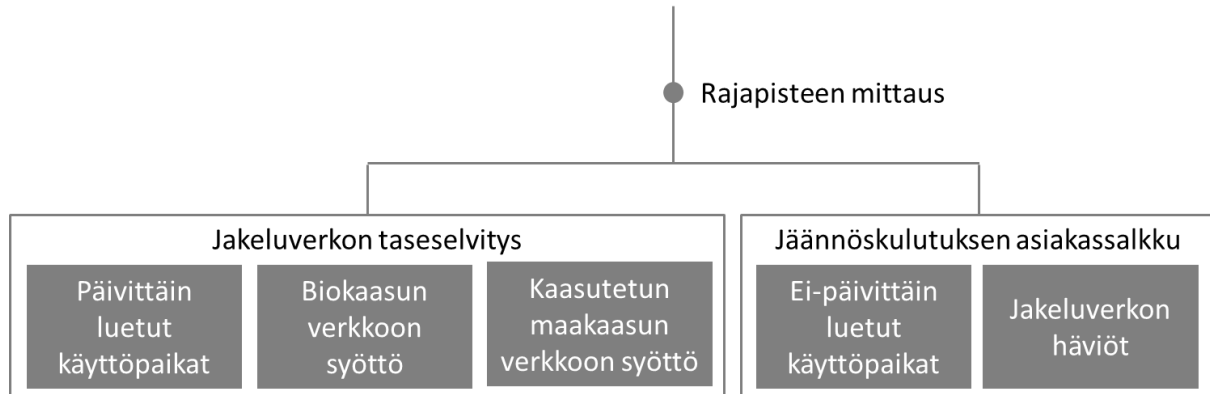 Rajapisteen mittaus
Jakeluverkon taseselvitys
Päivittäin
luetut
käyttöpaikat
Biokaasun
verkkoon
syöttö
Kaasutetun
maakaasun
verkkoon syöttö
Jäännöskulutuksen asiakassalkku
Ei-päivittäin
luetut
käyttöpaikat
Jakeluverkon
häviöt